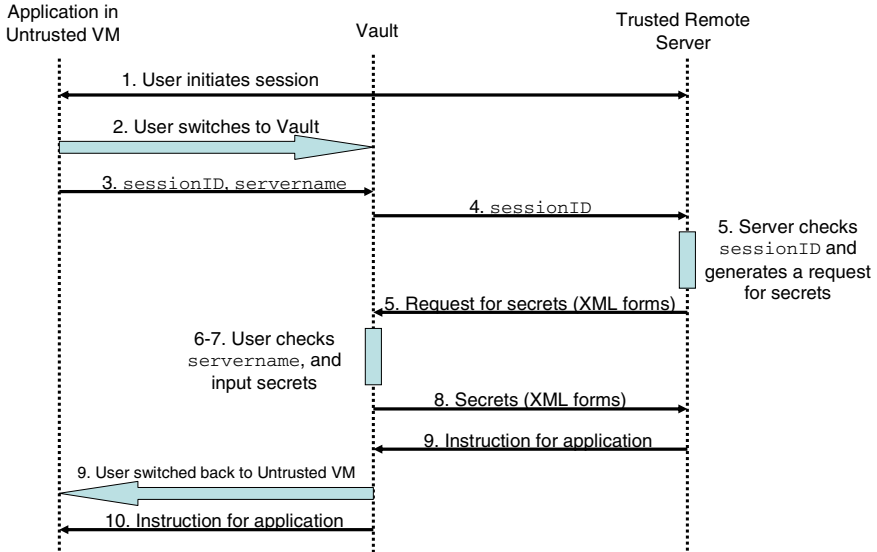 Application in
Untrusted VM
Vault
Trusted Remote
Server
1. User initiates session
2. User switches to Vault
3. sessionID, servername
4. sessionID
5. Server checks
sessionID and
generates a request
for secrets
5. Request for secrets (XML forms)
6-7. User checks
servername, and
input secrets
8. Secrets (XML forms)
9. Instruction for application
9. User switched back to Untrusted VM
10. Instruction for application